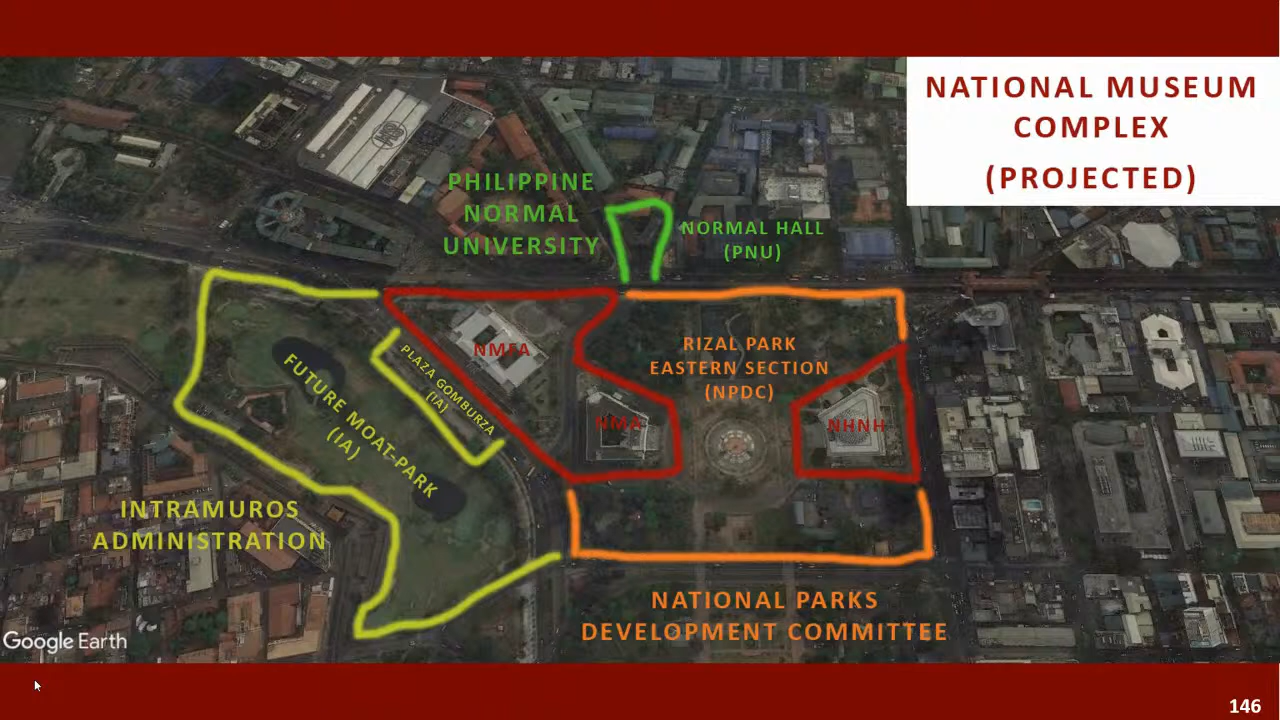 NATIONAL MUSEUM
COMPLEX
(PROJECTED)
PHILIPPINE
NORMAL
UNIVERSITY
NORMAL HALL
(PNU)
NMFA
RIZAL PARK
EASTERN SECTION
(NPDC)
PLAZA GOMBURZA
(IA)
FUTURE MOAT-PARK
(IA)
NMA
NHNH
INTRAMUROS
ADMINISTRATION
NATIONAL PARKS
DEVELOPMENT COMMITTEE
Google Earth
146